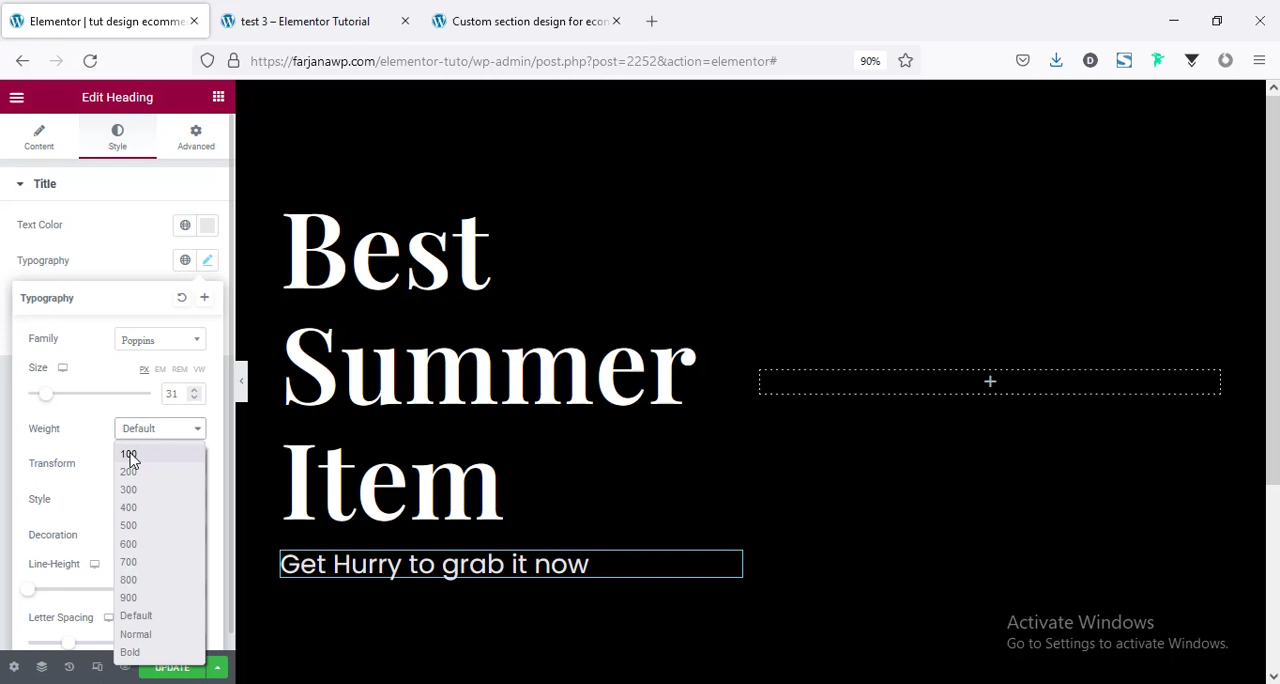 Elementor | tut design ecomme
test 3 – Elementor Tutorial
Custom section design for econ
https://farjanawp.com/elementor-tuto/wp-admin/post.php?post=2252&action=elementor#
90%
Edit Heading
Content
Style
Advanced
Title
Text Color
Typography
Typography
Family
Poppins
Size
PX EM REM VW
31
Weight
Default
100
200
300
400
500
600
700
800
900
Default
Normal
Bold
Transform
Style
Decoration
Line-Height
Letter Spacing
UPDATE
Best
Summer
Item
Get Hurry to grab it now
Activate Windows
Go to Settings to activate Windows.